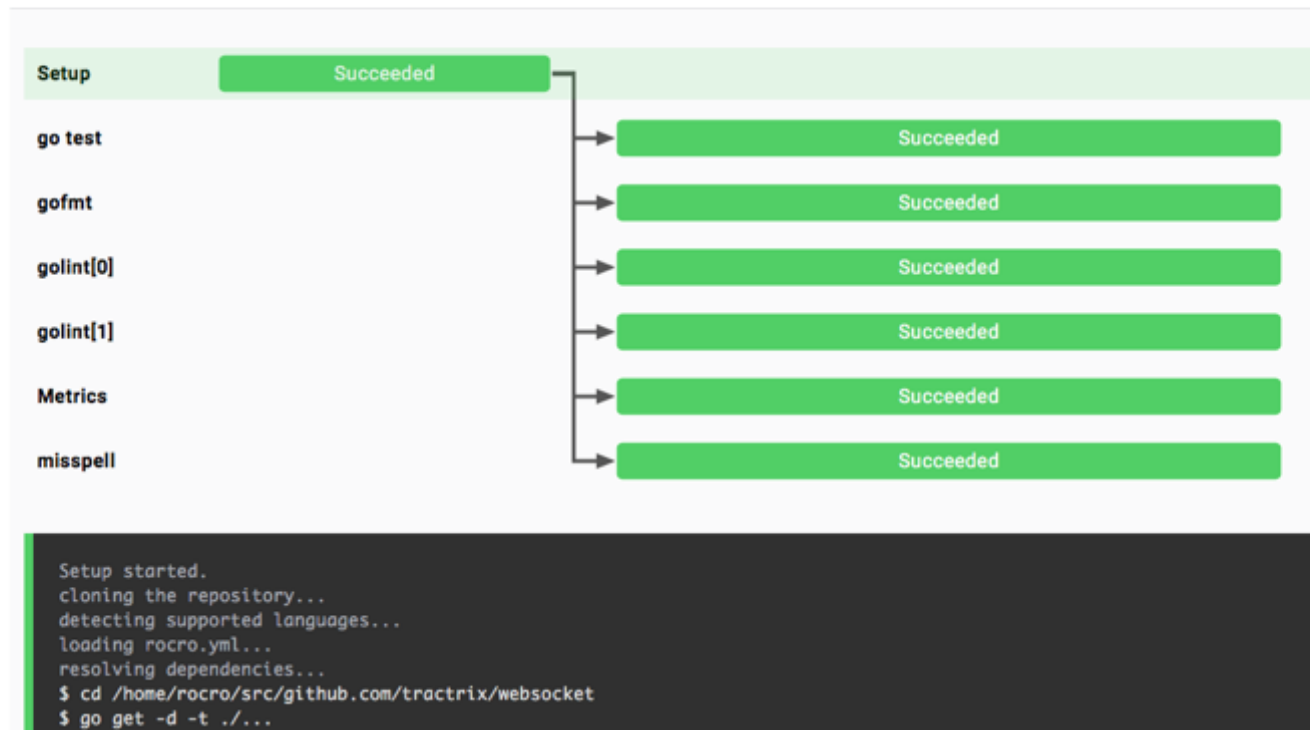 Setup Succeeded
go test Succeeded
gofmt Succeeded
golint[0] Succeeded
golint[1] Succeeded
Metrics Succeeded
misspell Succeeded
Setup started.
cloning the repository...
detecting supported languages...
loading rocro.yml...
resolving dependencies...
$ cd /home/rocro/src/github.com/tractrix/websocket
$ go get -d -t ./...